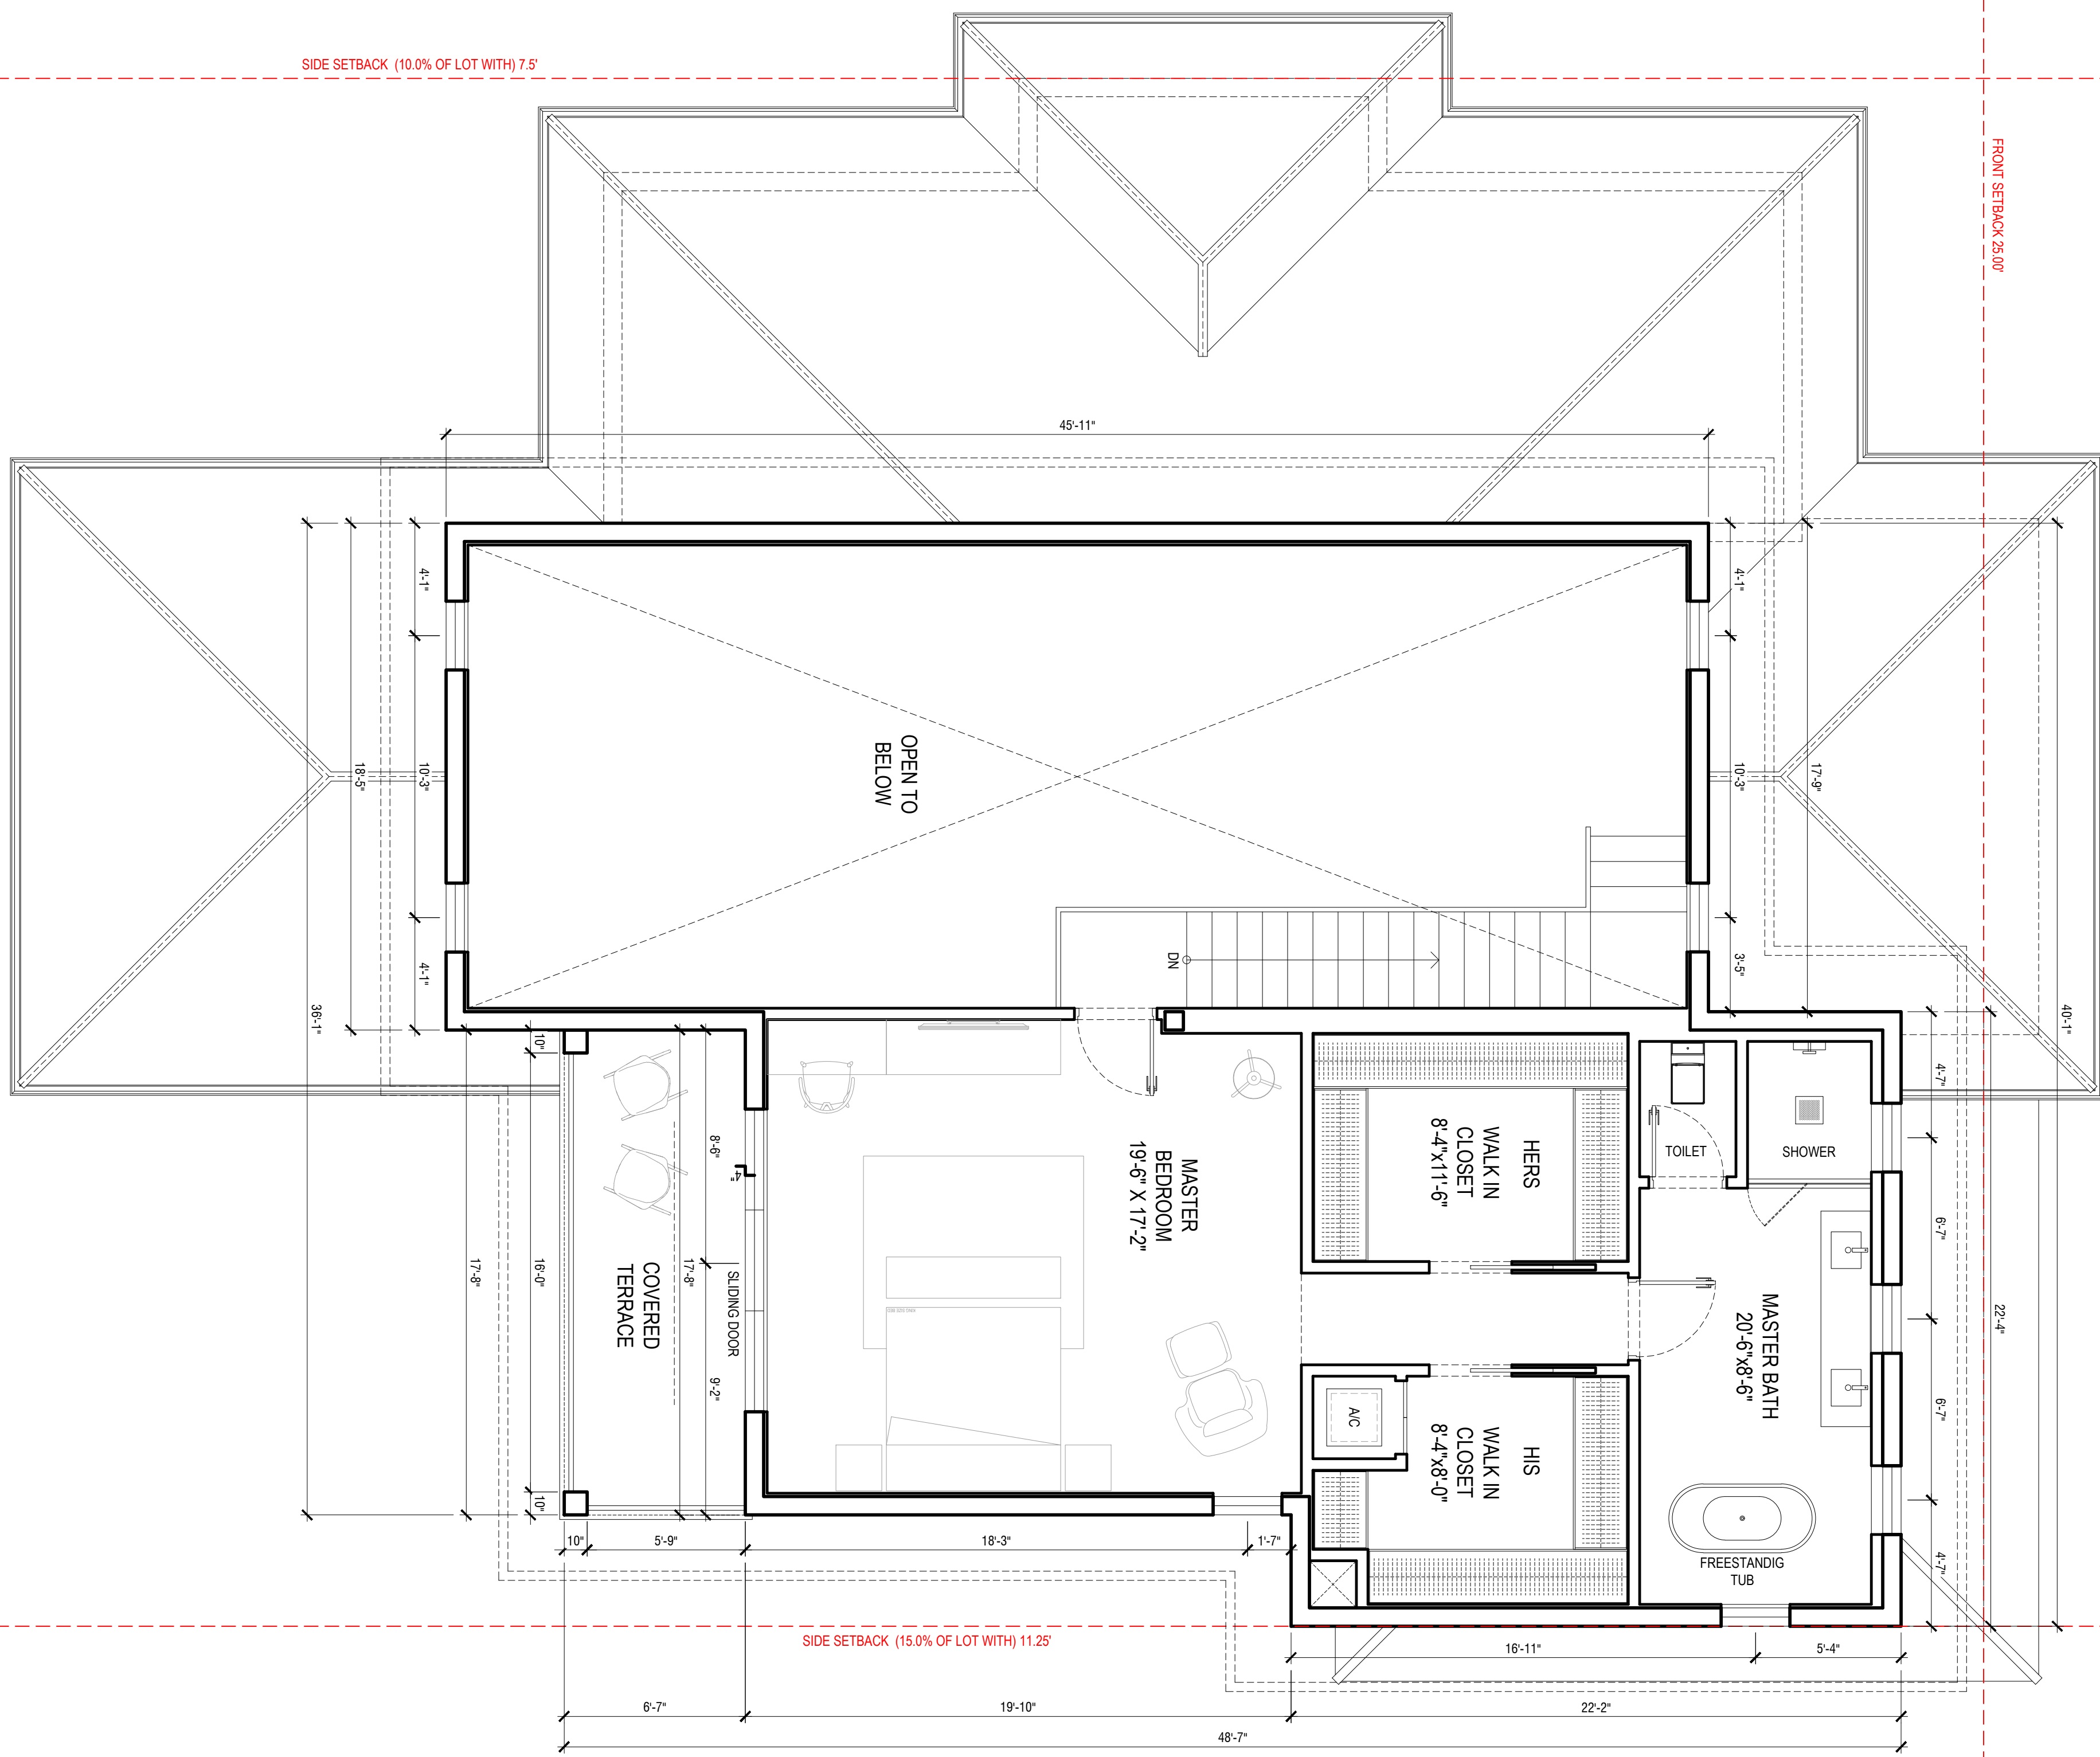 SIDE SETBACK (10.0% OF LOT WITH) 7.5'
FRONT SETBACK 25.00'
45'-11"
4'-1"
10'-3"
4'-1"
18'-5"
36'-1"
4'-1"
10'-3"
3'-5"
17'-9"
40'-1"
OPEN TO
BELOW
DN
10"
16'-0"
10"
17'-8"
17'-8"
8'-6"
4"
9'-2"
SLIDING DOOR
COVERED
TERRACE
MASTER
BEDROOM
19'-6" X 17'-2"
HERS
WALK IN
CLOSET
8'-4"x11'-6"
TOILET
SHOWER
MASTER BATH
20'-6"x8'-6"
A/C
HIS
WALK IN
CLOSET
8'-4"x8'-0"
FREESTANDIG
TUB
4'-7"
6'-7"
6'-7"
4'-7"
22'-4"
10"
5'-9"
18'-3"
1'-7"
SIDE SETBACK (15.0% OF LOT WITH) 11.25'
16'-11"
5'-4"
6'-7"
19'-10"
22'-2"
48'-7"